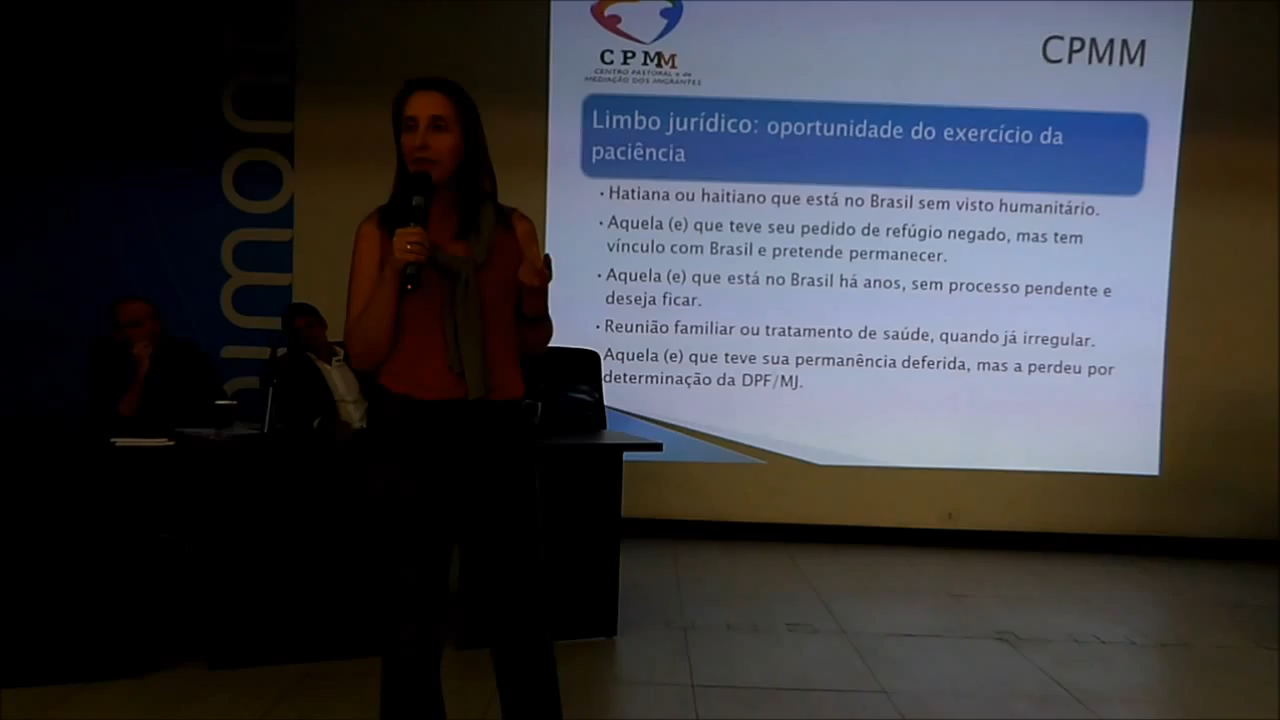 CPMM
CENTRO PASTORAL e de
MEDIAÇÃO DOS MIGRANTES
CPMM
Limbo jurídico: oportunidade do exercício da
paciência
• Hatiana ou haitiano que está no Brasil sem visto humanitário.
• Aquela (e) que teve seu pedido de refúgio negado, mas tem
vínculo com Brasil e pretende permanecer.
• Aquela (e) que está no Brasil há anos, sem processo pendente e
deseja ficar.
• Reunião familiar ou tratamento de saúde, quando já irregular.
Aquela (e) que teve sua permanência deferida, mas a perdeu por
determinação da DPF/MJ.